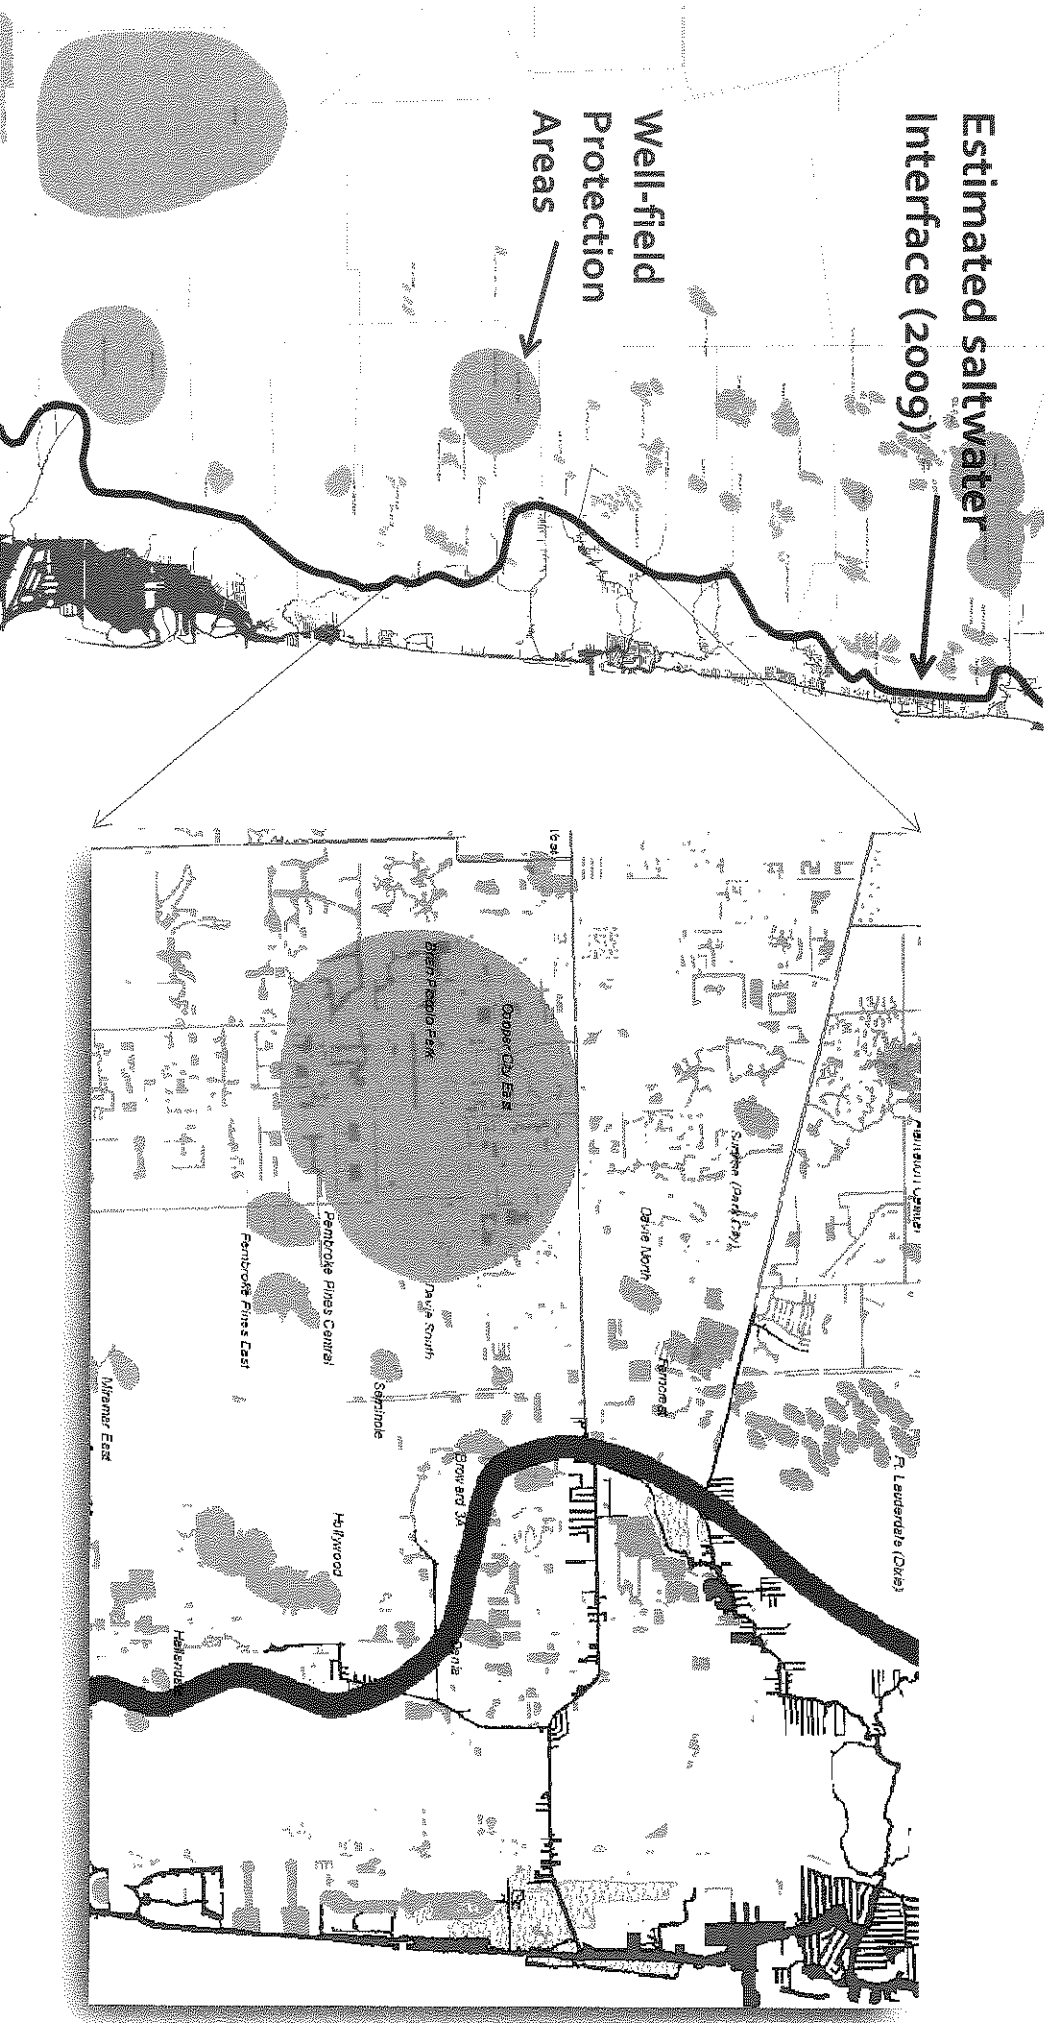 Estimated saltwater
Interface (2009)
Well-field
Protection
Areas
Ft. Lauderdale (Dixie)
Sunrise (Park City)
Davie North
Ferncrest
Cooper City East
Brian Piccolo Park
Davie South
Broward 3A
Dania
Seminole
Pembroke Pines Central
Hollywood
Pembroke Pines East
Hallandale
Miramar East